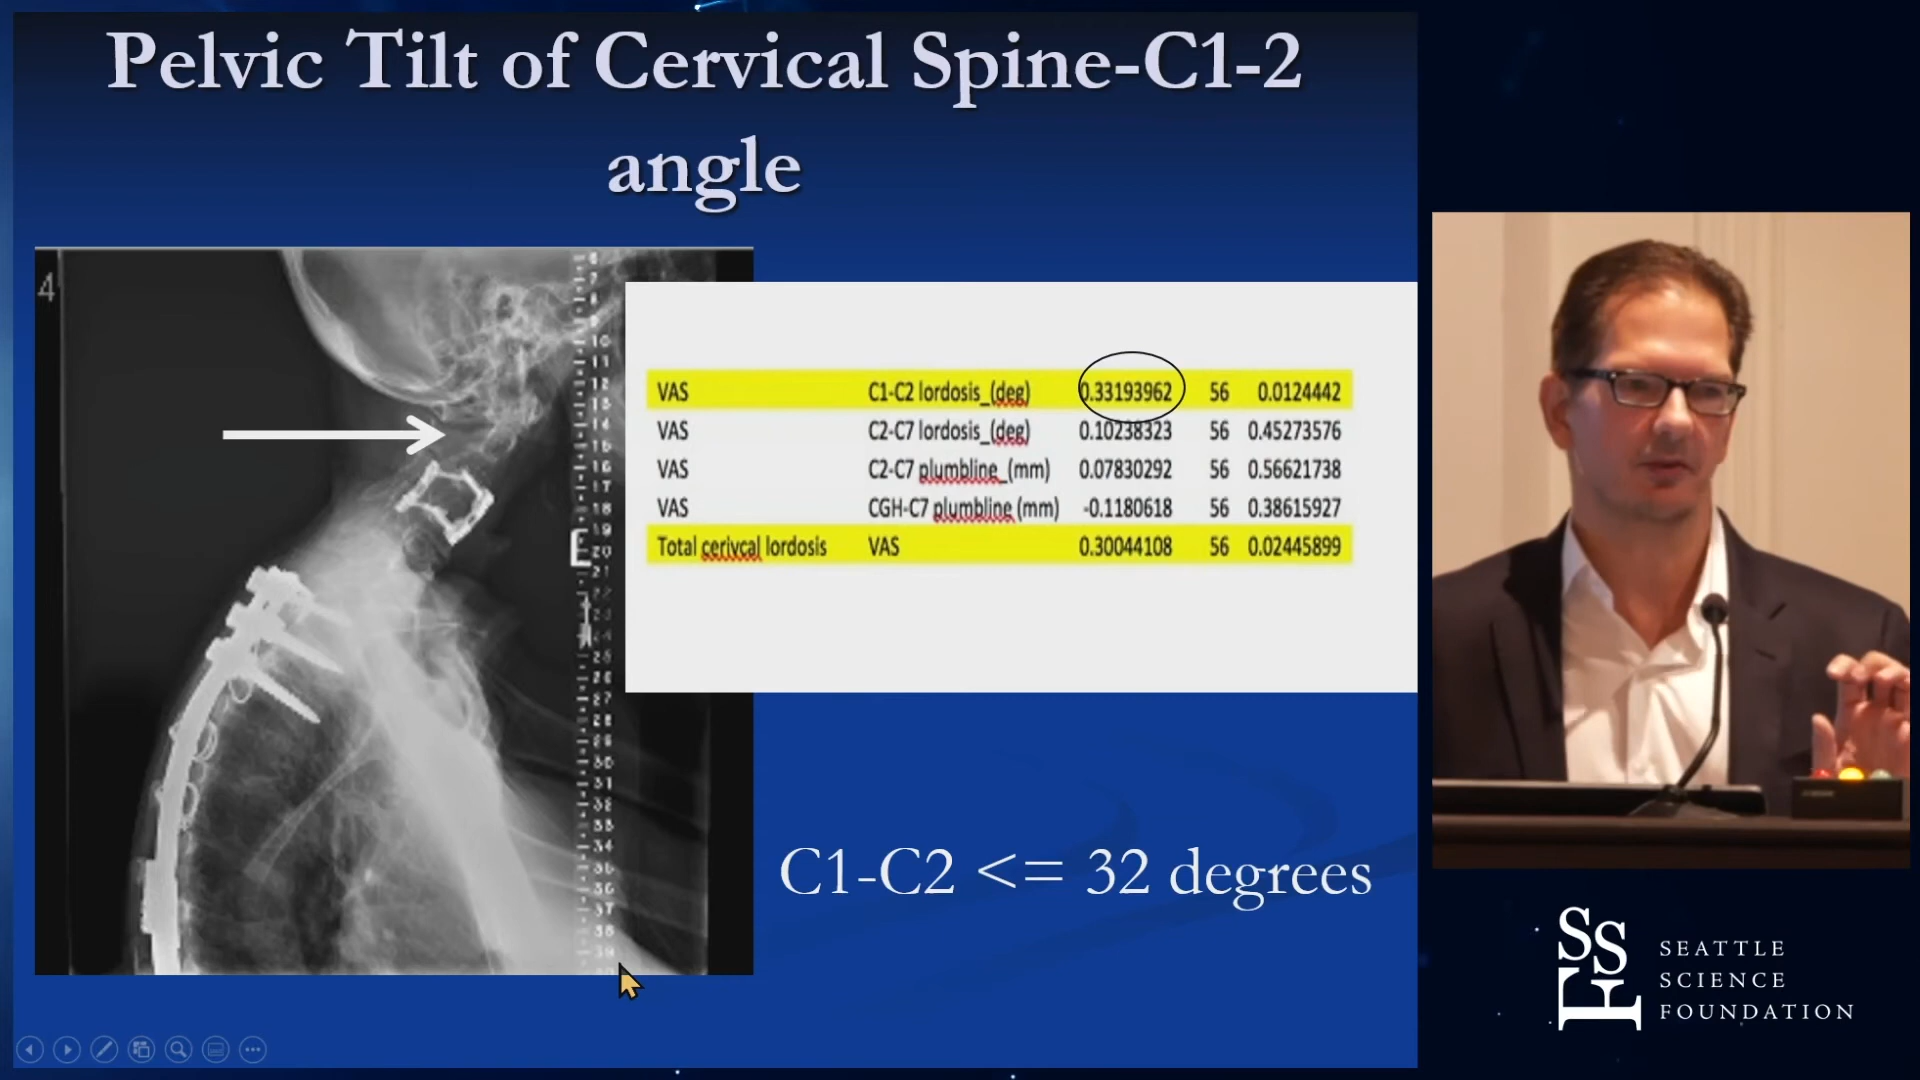 Pelvic Tilt of Cervical Spine-C1-2
angle
4
E
VAS C1-C2 lordosis_(deg) 0.33193962 56 0.0124442
VAS C2-C7 lordosis_(deg) 0.10238323 56 0.45273576
VAS C2-C7 plumbline_(mm) 0.07830292 56 0.56621738
VAS CGH-C7 plumbline (mm) -0.1180618 56 0.38615927
Total cerivcal lordosis VAS 0.30044108 56 0.02445899
C1-C2 <= 32 degrees
SSF
SEATTLE
SCIENCE
FOUNDATION